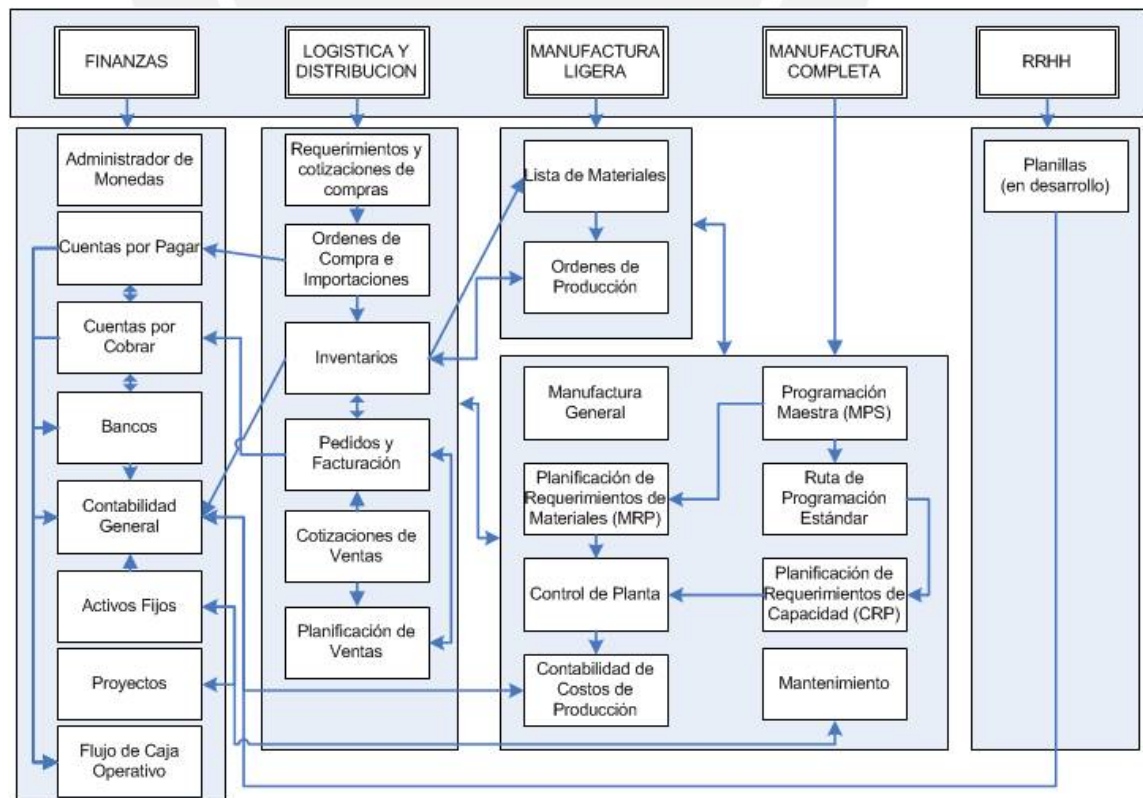 FINANZAS
LOGISTICA Y
DISTRIBUCION
MANUFACTURA
LIGERA
MANUFACTURA
COMPLETA
RRHH
Administrador de
Monedas
Cuentas por Pagar
Cuentas por
Cobrar
Bancos
Contabilidad
General
Activos Fijos
Proyectos
Flujo de Caja
Operativo
Requerimientos y
cotizaciones de
compras
Ordenes de
Compra e
Importaciones
Inventarios
Pedidos y
Facturación
Cotizaciones de
Ventas
Planificación de
Ventas
Lista de Materiales
Ordenes de
Producción
Manufactura
General
Planificación de
Requerimientos de
Materiales (MRP)
Control de Planta
Contabilidad de
Costos de
Producción
Programación
Maestra (MPS)
Ruta de
Programación
Estándar
Planificación de
Requerimientos de
Capacidad (CRP)
Mantenimiento
Planillas
(en desarrollo)